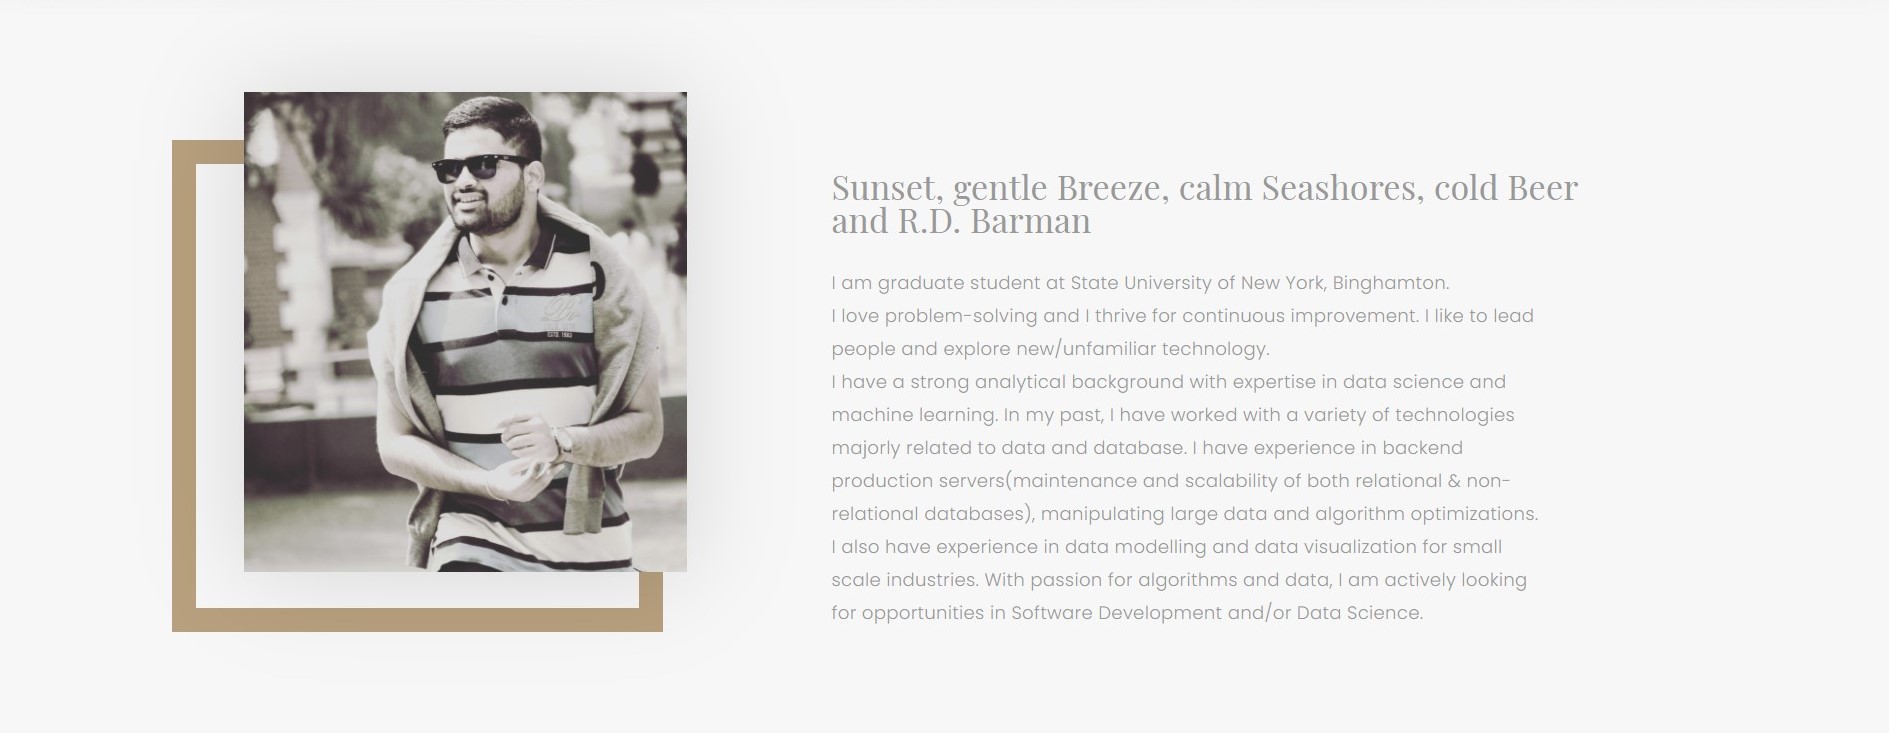 Sunset, gentle Breeze, calm Seashores, cold Beer
and R.D. Barman
I am graduate student at State University of New York, Binghamton.
I love problem-solving and I thrive for continuous improvement. I like to lead
people and explore new/unfamiliar technology.
I have a strong analytical background with expertise in data science and
machine learning. In my past, I have worked with a variety of technologies
majorly related to data and database. I have experience in backend
production servers(maintenance and scalability of both relational & non-
relational databases), manipulating large data and algorithm optimizations.
I also have experience in data modelling and data visualization for small
scale industries. With passion for algorithms and data, I am actively looking
for opportunities in Software Development and/or Data Science.